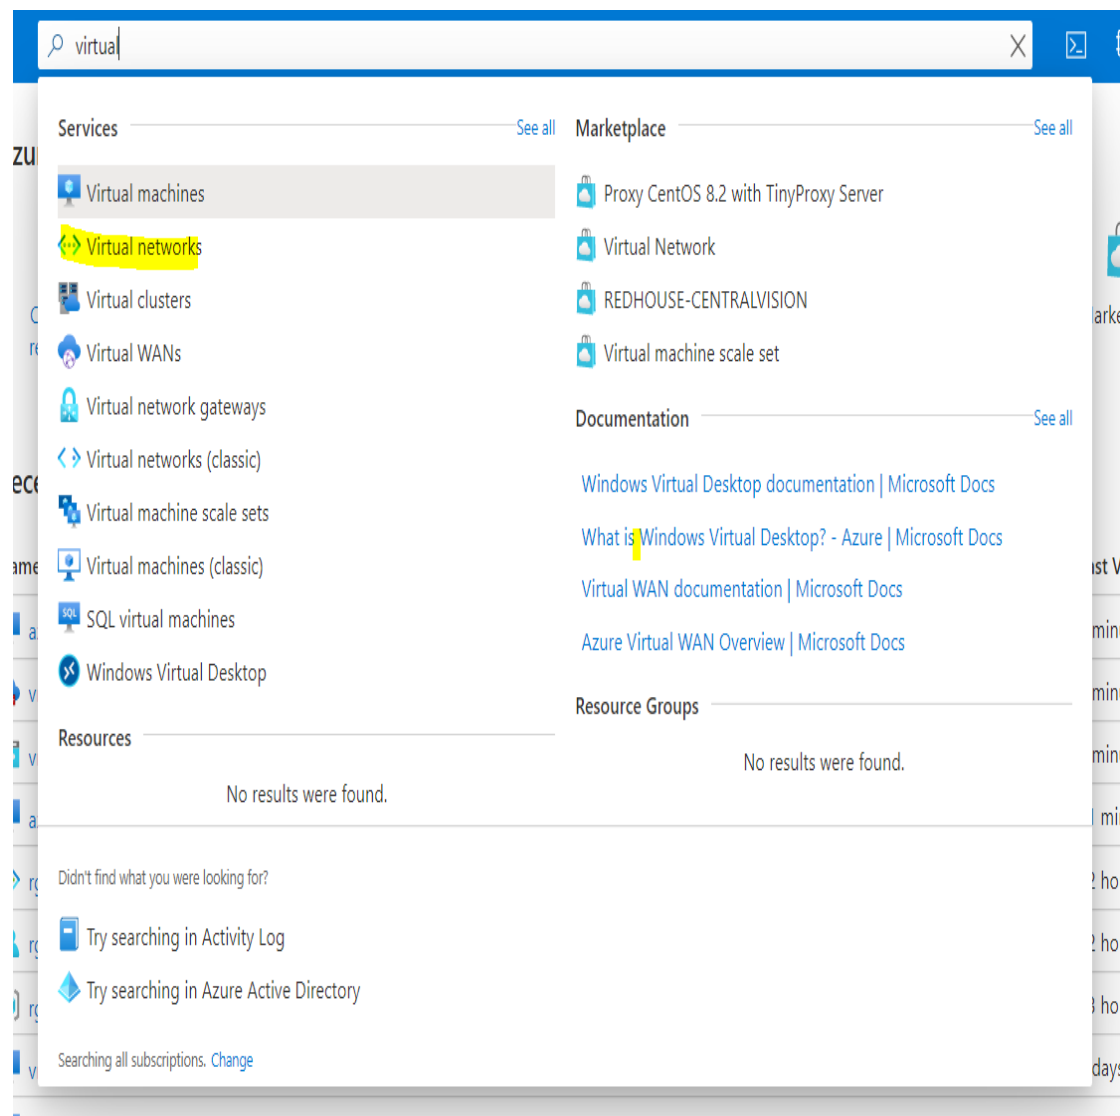 virtual
Services
See all
Virtual machines
Virtual networks
Virtual clusters
Virtual WANs
Virtual network gateways
Virtual networks (classic)
Virtual machine scale sets
Virtual machines (classic)
SQL virtual machines
Windows Virtual Desktop
Resources
No results were found.
Marketplace
See all
Proxy CentOS 8.2 with TinyProxy Server
Virtual Network
REDHOUSE-CENTRALVISION
Virtual machine scale set
Documentation
See all
Windows Virtual Desktop documentation | Microsoft Docs
What is Windows Virtual Desktop? - Azure | Microsoft Docs
Virtual WAN documentation | Microsoft Docs
Azure Virtual WAN Overview | Microsoft Docs
Resource Groups
No results were found.
Didn't find what you were looking for?
Try searching in Activity Log
Try searching in Azure Active Directory
Searching all subscriptions. Change